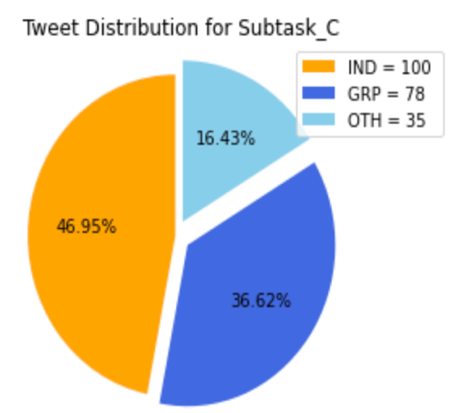 Tweet Distribution for Subtask_C
IND = 100
GRP = 78
OTH = 35
16.43%
46.95%
36.62%